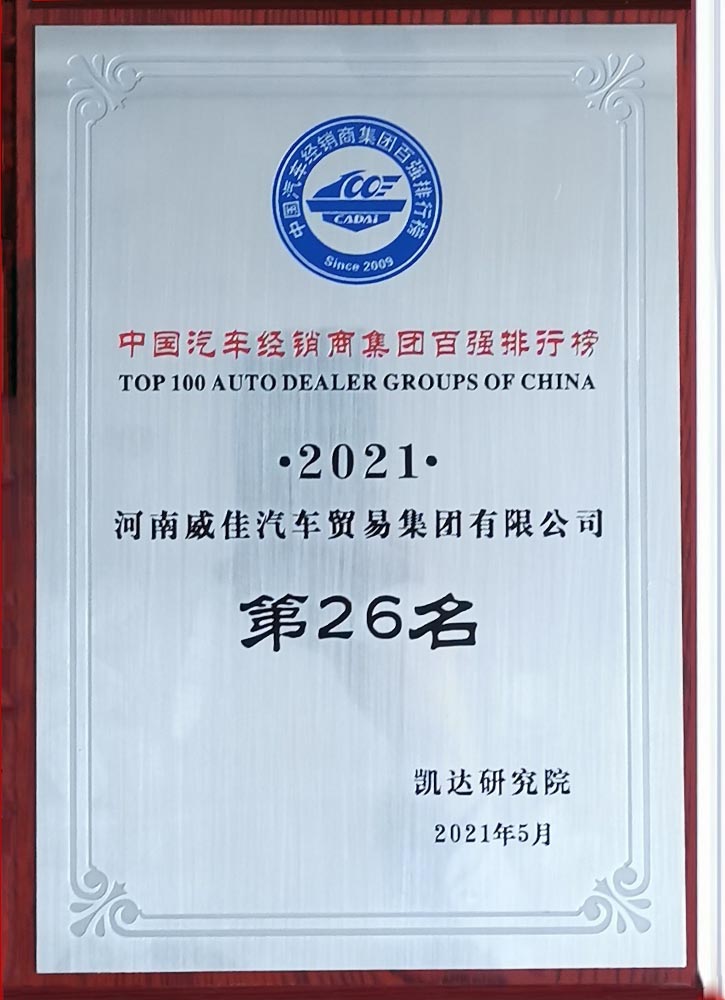 中国汽车经销商集团百强排行榜
100
CADAI
Since 2009
中国汽车经销商集团百强排行榜
TOP 100 AUTO DEALER GROUPS OF CHINA
·2021·
河南威佳汽车贸易集团有限公司
第26名
凯达研究院
2021年5月